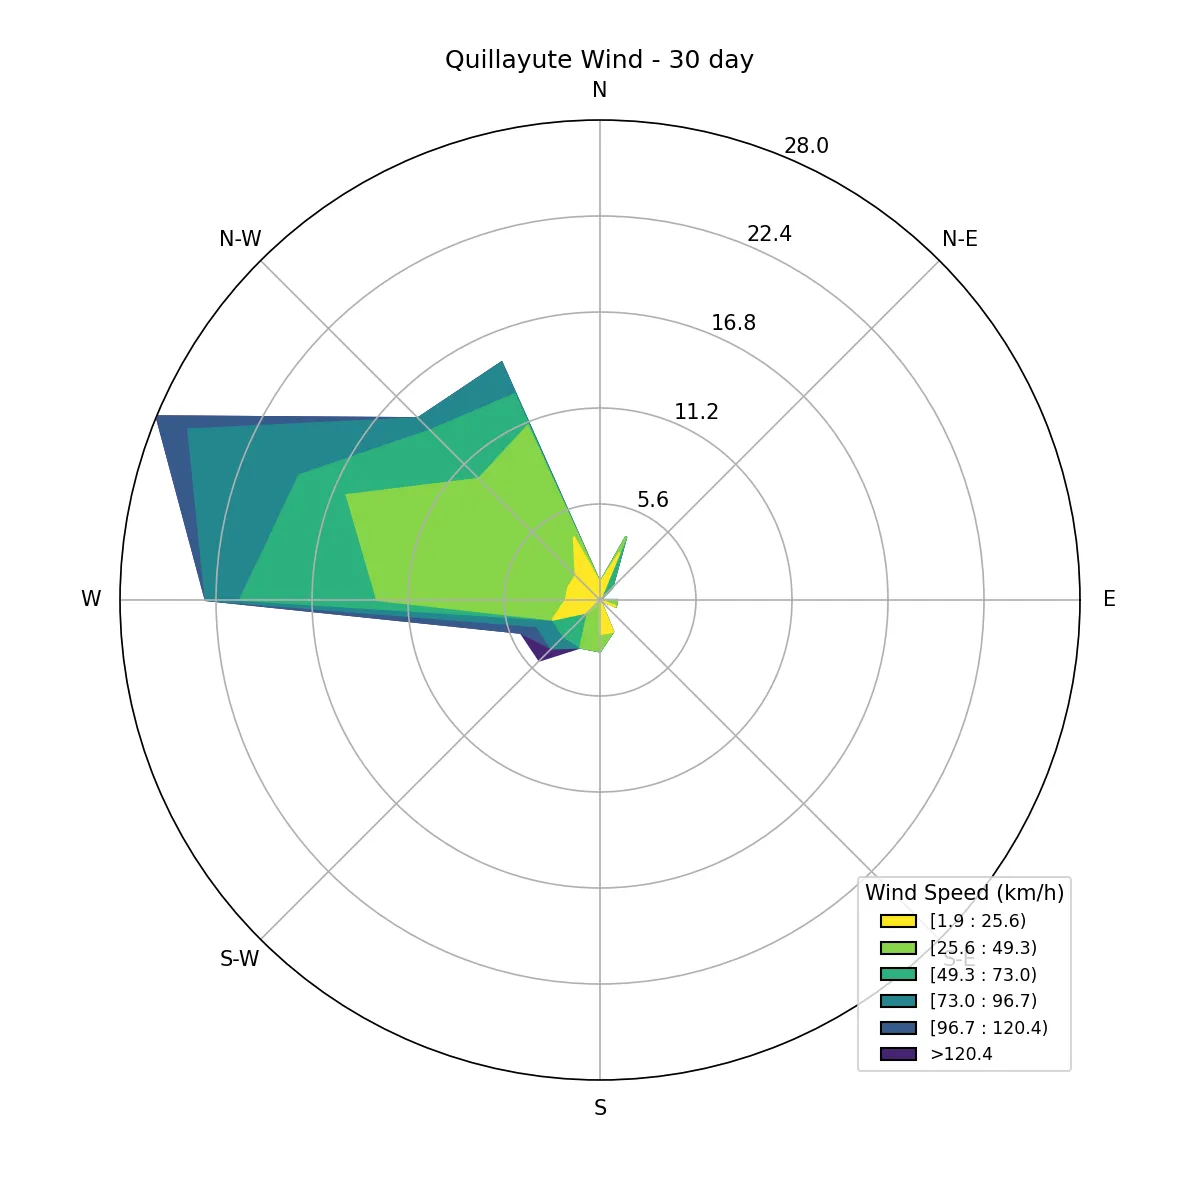 Quillayute Wind - 30 day
N
28.0
N-W
N-E
22.4
16.8
11.2
5.6
W
E
S-W
S-E
S
Wind Speed (km/h)
[1.9 : 25.6)
[25.6 : 49.3)
[49.3 : 73.0)
[73.0 : 96.7)
[96.7 : 120.4)
>120.4